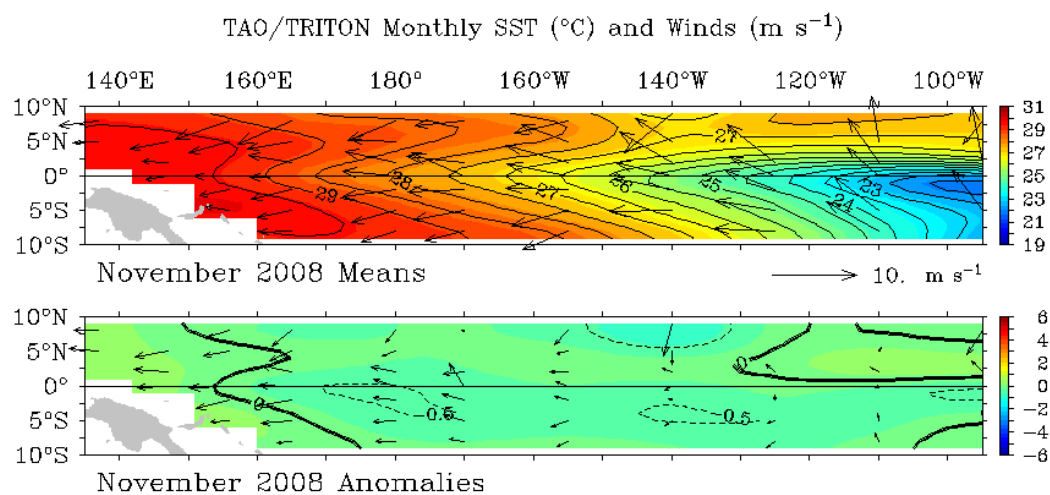 TAO/TRITON Monthly SST (°C) and Winds (m s⁻¹)
140°E 160°E 180° 160°W 140°W 120°W 100°W
10°N
5°N
0°
5°S
10°S
29 28 27 26 25 24 23 27
31
29
27
25
23
21
19
November 2008 Means
10. m s⁻¹
10°N
5°N
0°
5°S
10°S
0 -0.5 -0.5 0
6
4
2
0
-2
-4
-6
November 2008 Anomalies